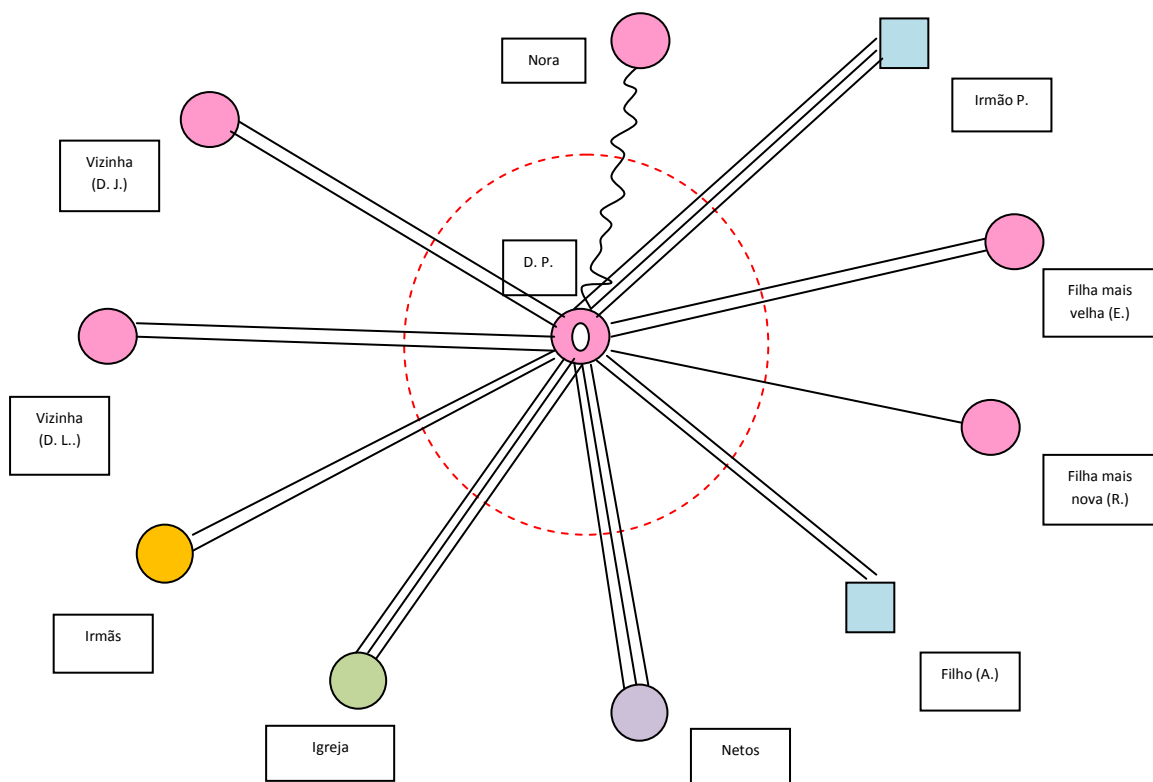 Nora
Irmão P.
Vizinha
(D. J.)
D. P.
Filha mais
velha (E.)
Vizinha
(D. L..)
Filha mais
nova (R.)
Irmãs
Filho (A.)
Igreja
Netos